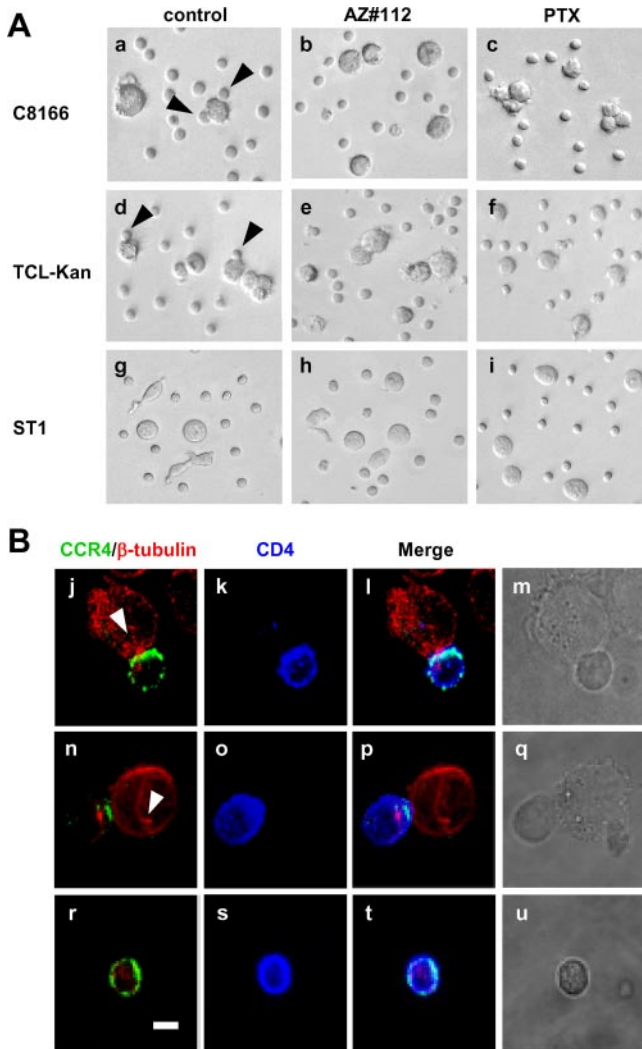 A
control AZ#112 PTX
C8166
a b c
TCL-Kan
d e f
ST1
g h i
B
CCR4/β-tubulin CD4 Merge
j k l m
n o p q
r s t u